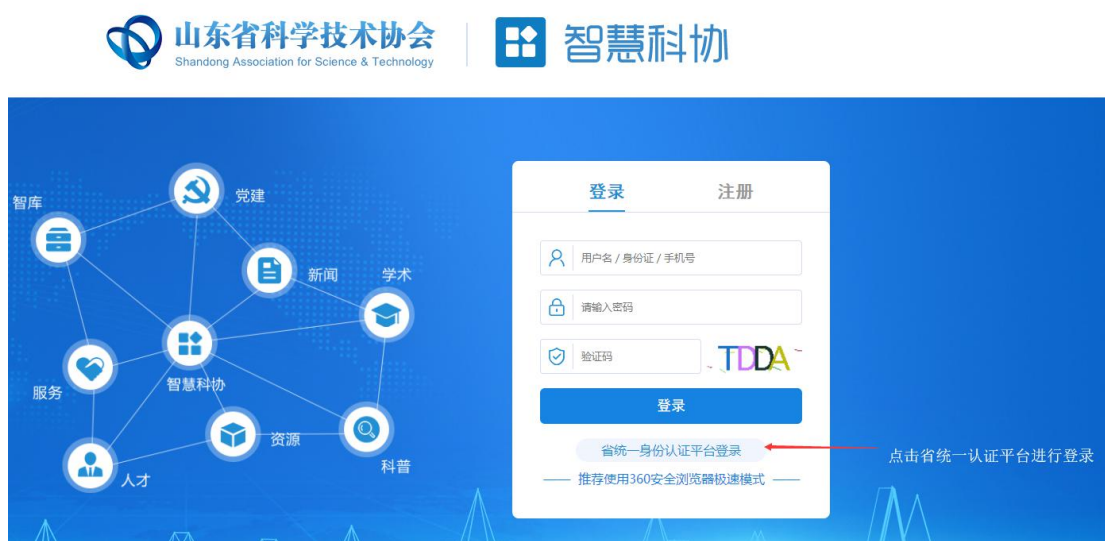 山东省科学技术协会
Shandong Association for Science & Technology
智慧科协
登录
注册
智库
党建
新闻
学术
智慧科协
服务
资源
科普
人才
用户名 / 身份证 / 手机号
请输入密码
验证码
TDDA
登录
省统一身份认证平台登录
点击省统一认证平台进行登录
推荐使用360安全浏览器极速模式